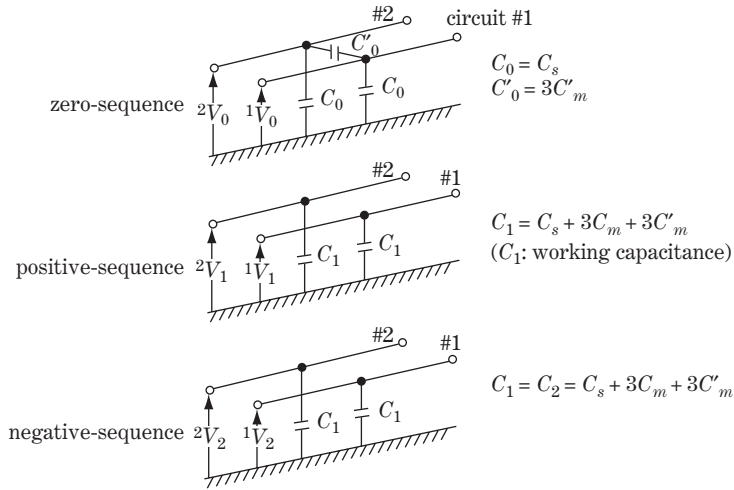 #2
circuit #1
C′₀
C₀ = Cₛ
C′₀ = 3C′ₘ
zero-sequence
²V₀
¹V₀
C₀
C₀
#2
#1
C₁ = Cₛ + 3Cₘ + 3C′ₘ
(C₁: working capacitance)
positive-sequence
²V₁
¹V₁
C₁
C₁
#2
#1
C₁ = C₂ = Cₛ + 3Cₘ + 3C′ₘ
negative-sequence
²V₂
¹V₂
C₁
C₁